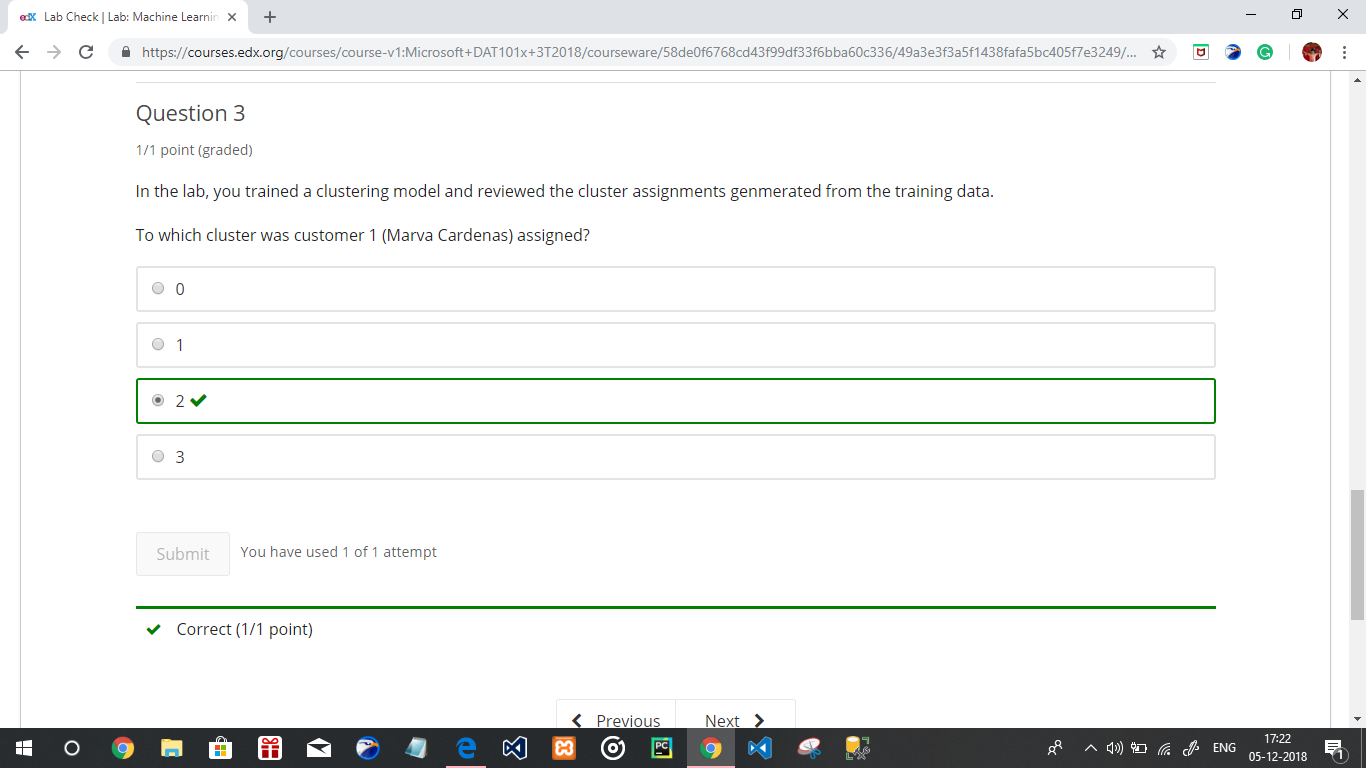 edX Lab Check | Lab: Machine Learnin
https://courses.edx.org/courses/course-v1:Microsoft+DAT101x+3T2018/courseware/58de0f6768cd43f99df33f6bba60c336/49a3e3f3a5f1438fafa5bc405f7e3249/...
Question 3
1/1 point (graded)
In the lab, you trained a clustering model and reviewed the cluster assignments genmerated from the training data.
To which cluster was customer 1 (Marva Cardenas) assigned?
0
1
2
3
Submit You have used 1 of 1 attempt
Correct (1/1 point)
Previous Next
PC ENG 17:22
05-12-2018 1